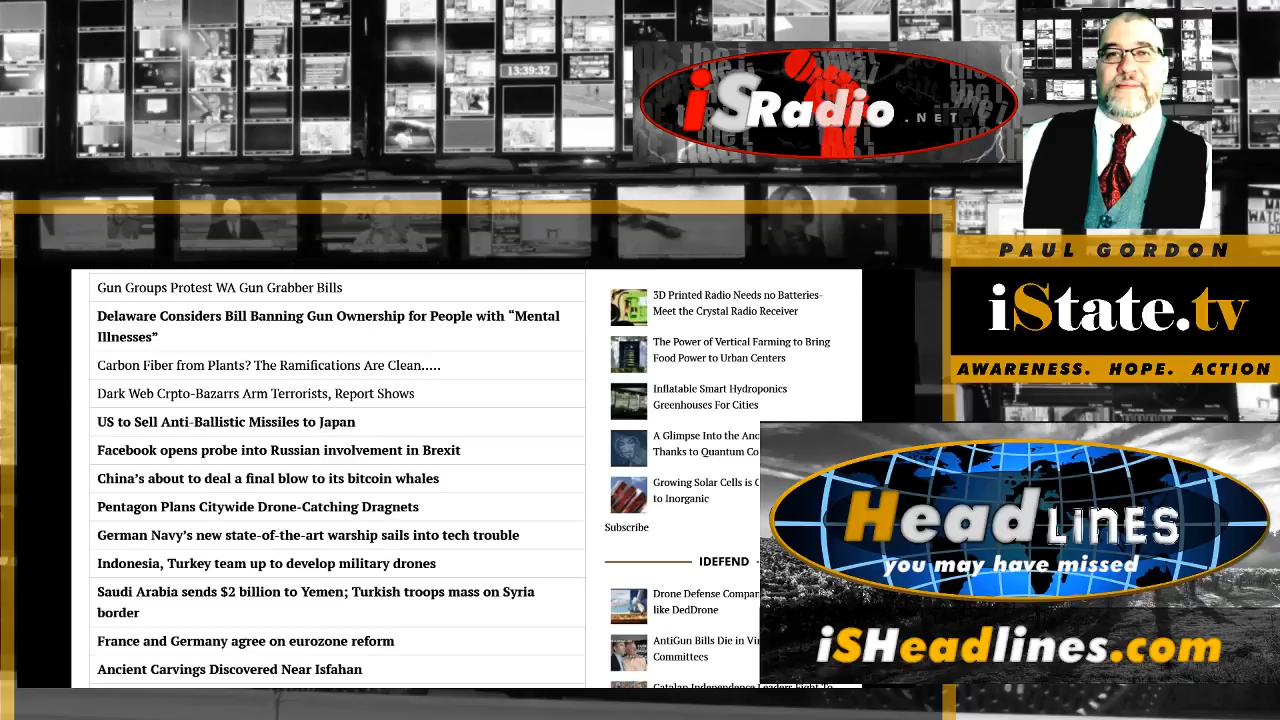 13:39:32
iSRadio.NET
PAUL GORDON
iState.tv
AWARENESS. HOPE. ACTION
Gun Groups Protest WA Gun Grabber Bills
Delaware Considers Bill Banning Gun Ownership for People with “Mental
Illnesses”
Carbon Fiber from Plants? The Ramifications Are Clean…..
Dark Web Crpto-Bazarrs Arm Terrorists, Report Shows
US to Sell Anti-Ballistic Missiles to Japan
Facebook opens probe into Russian involvement in Brexit
China’s about to deal a final blow to its bitcoin whales
Pentagon Plans Citywide Drone-Catching Dragnets
German Navy’s new state-of-the-art warship sails into tech trouble
Indonesia, Turkey team up to develop military drones
Saudi Arabia sends $2 billion to Yemen; Turkish troops mass on Syria
border
France and Germany agree on eurozone reform
Ancient Carvings Discovered Near Isfahan
3D Printed Radio Needs no Batteries-
Meet the Crystal Radio Receiver
The Power of Vertical Farming to Bring
Food Power to Urban Centers
Inflatable Smart Hydroponics
Greenhouses For Cities
A Glimpse Into the Anc
Thanks to Quantum Co
Growing Solar Cells is
to Inorganic
Subscribe
IDEFEND
Drone Defense Compan
like DedDrone
AntiGun Bills Die in Vi
Committees
Catalan Independence Leaders Fight To
HeadLINES
you may have missed
iSHeadlines.com